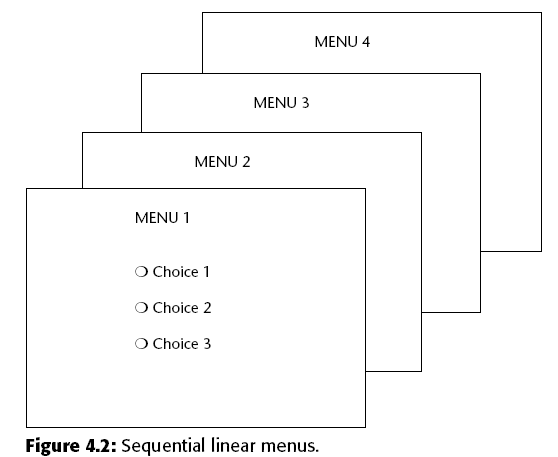 MENU 4
MENU 3
MENU 2
MENU 1
Choice 1
Choice 2
Choice 3
Figure 4.2: Sequential linear menus.